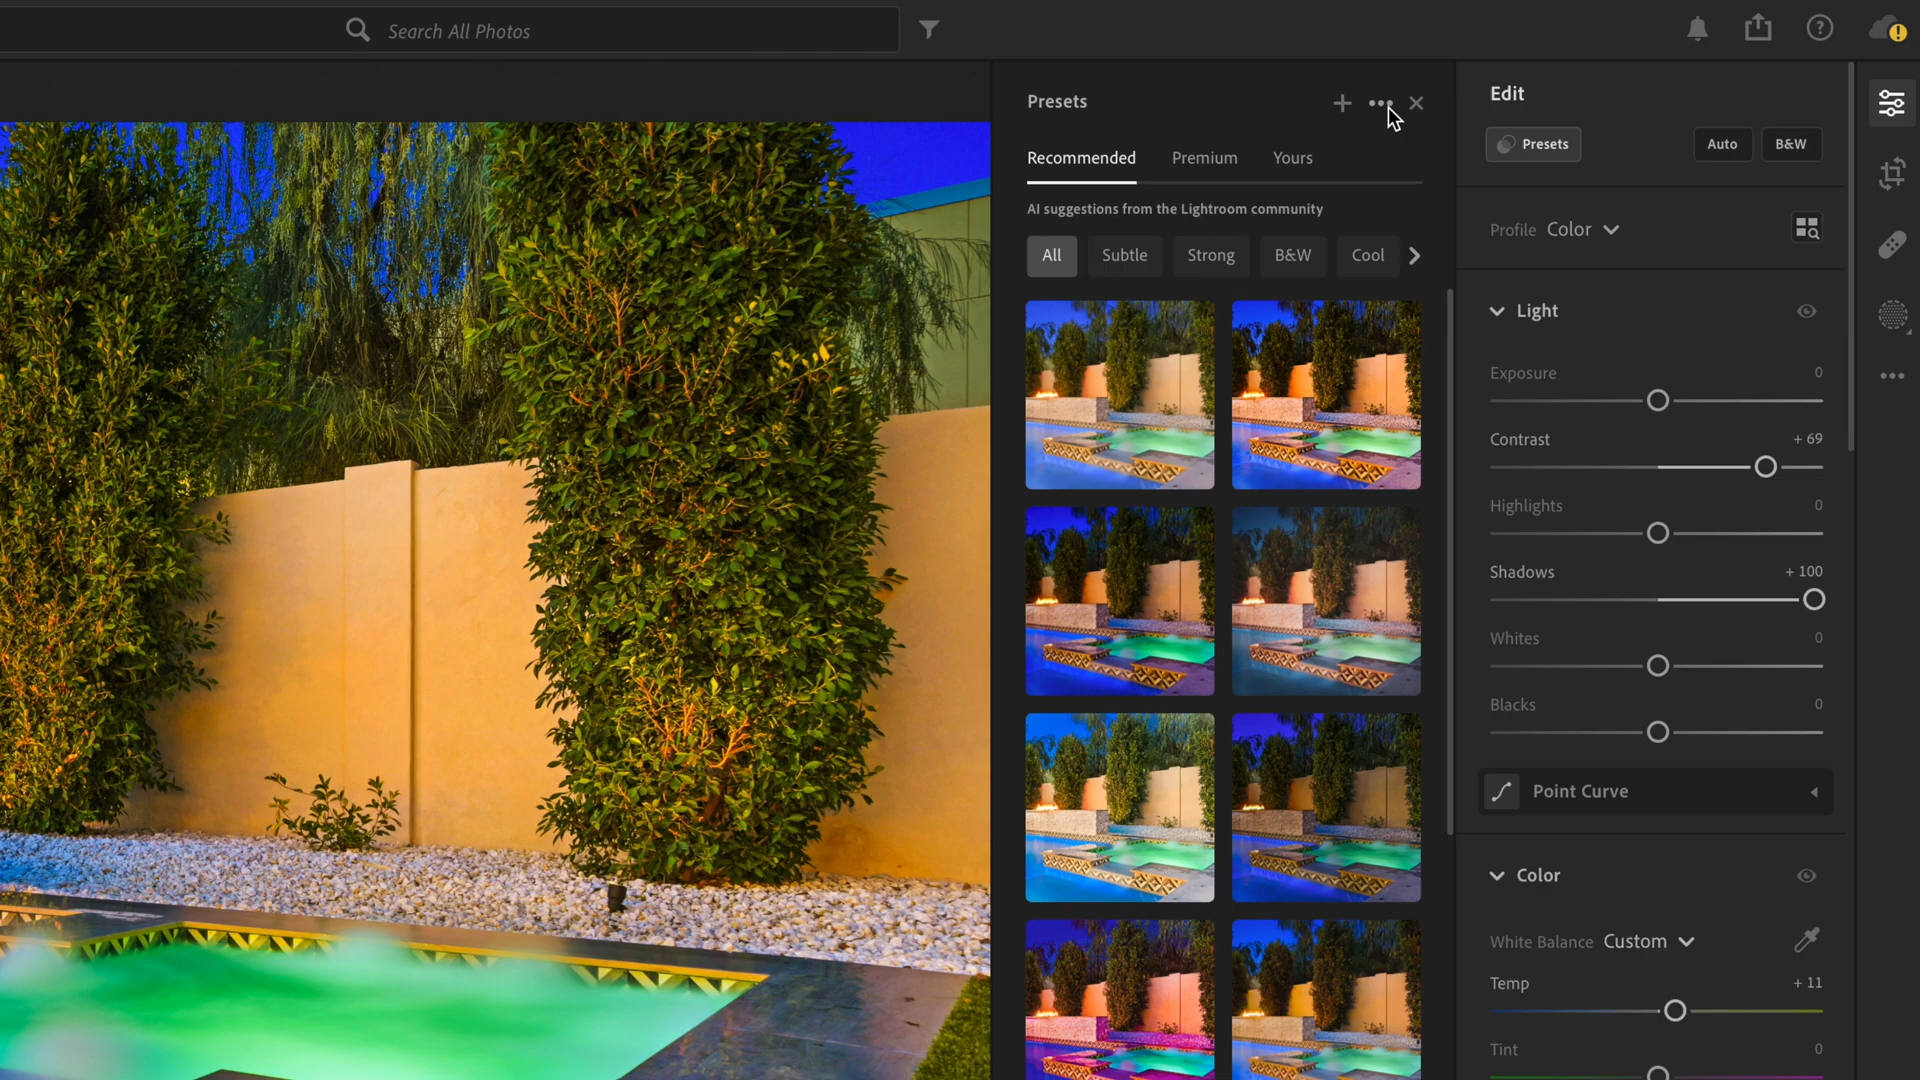 Search All Photos
Presets
Recommended Premium Yours
AI suggestions from the Lightroom community
All Subtle Strong B&W Cool
Edit
Presets Auto B&W
Profile Color
Light
Exposure 0
Contrast + 69
Highlights 0
Shadows + 100
Whites 0
Blacks 0
Point Curve
Color
White Balance Custom
Temp + 11
Tint 0